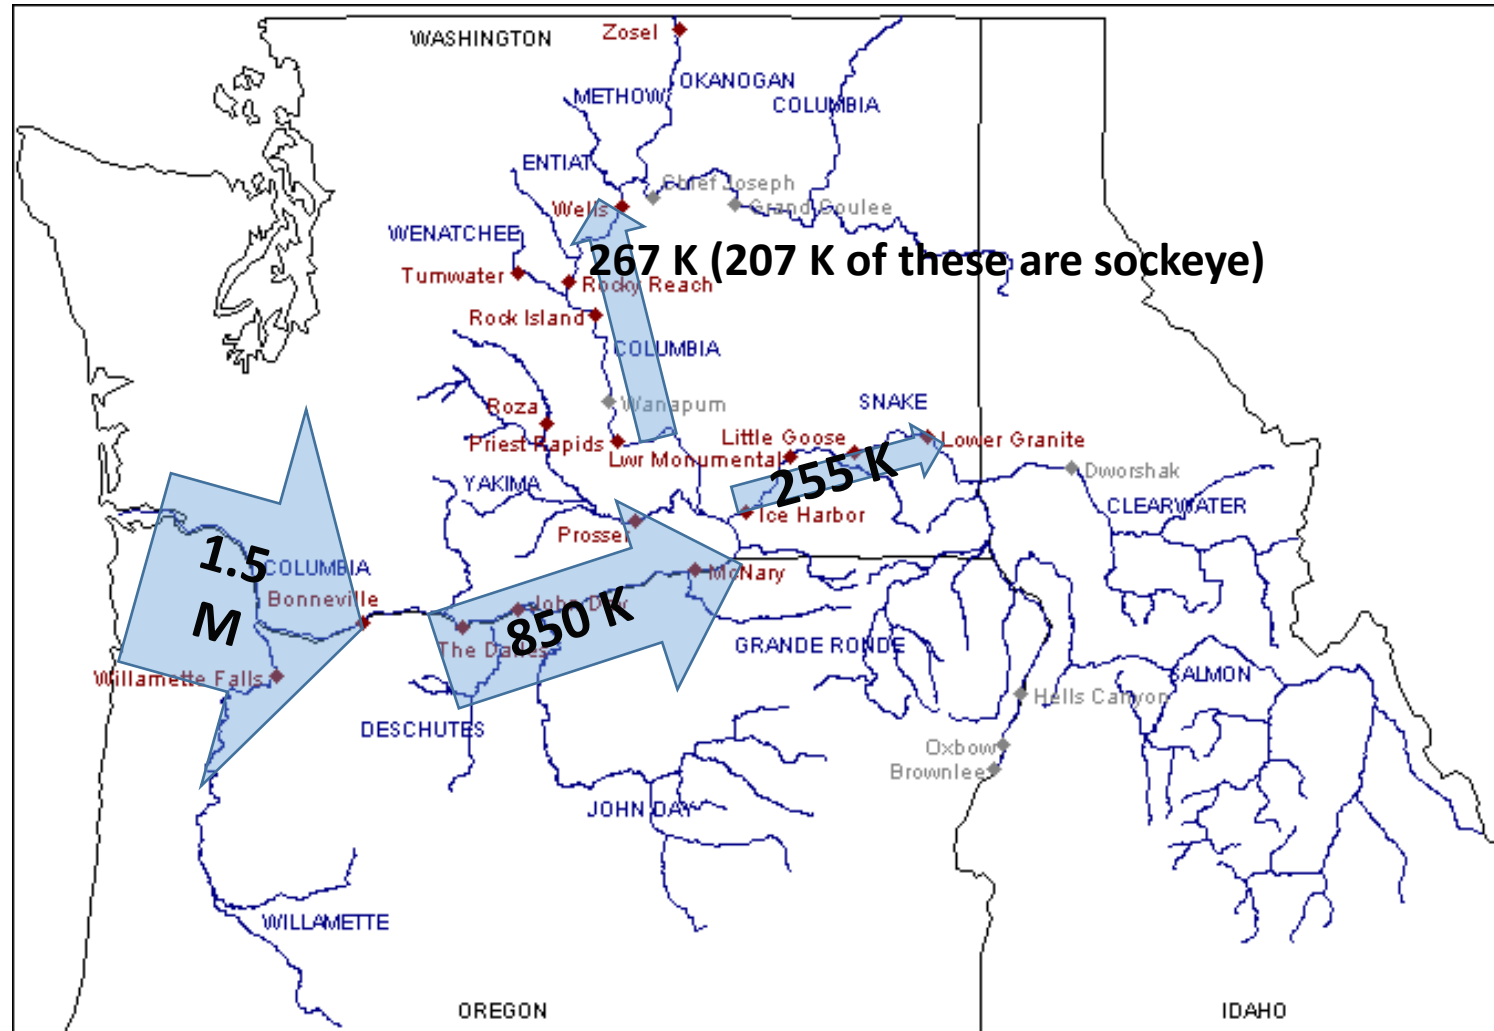 WASHINGTON
Zosel
OKANOGAN
METHOW
COLUMBIA
ENTIAT
Chief Joseph
Wells
Grand Coulee
WENATCHEE
267 K (207 K of these are sockeye)
Tumwater
Rocky Reach
Rock Island
COLUMBIA
Wanapum
SNAKE
Roza
Priest Rapids
Little Goose
Lower Granite
Lwr Monumental
Dworshak
255 K
YAKIMA
CLEARWATER
Ice Harbor
Prosser
1.5
M
COLUMBIA
McNary
Bonneville
John Day
850 K
The Dalles
GRANDE RONDE
Willamette Falls
SALMON
Hells Canyon
DESCHUTES
Oxbow
Brownlee
JOHN DAY
WILLAMETTE
OREGON
IDAHO